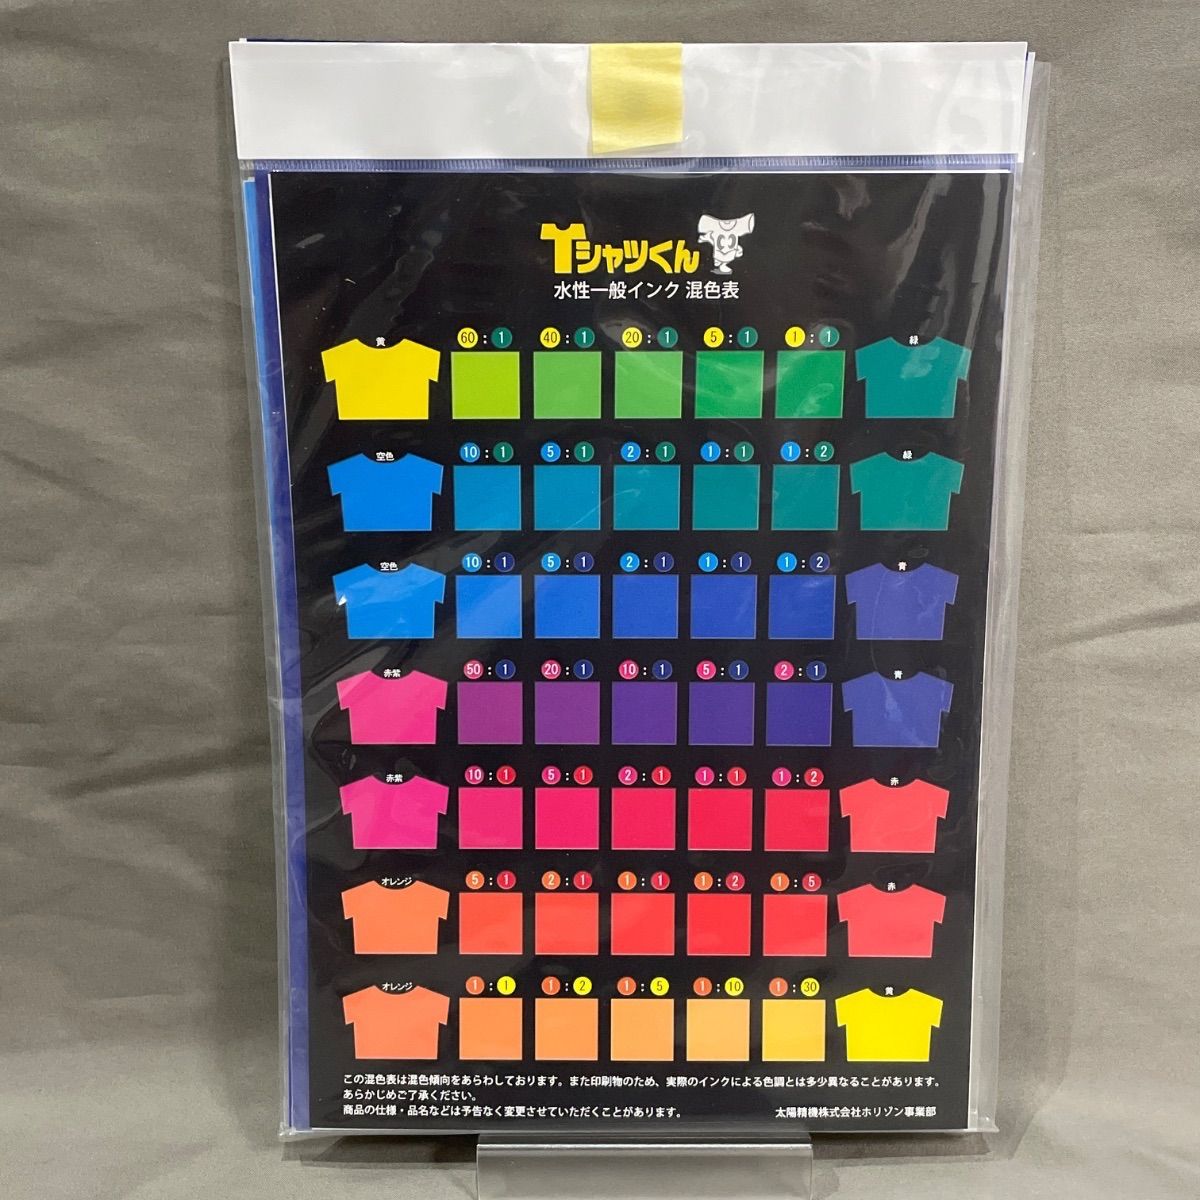 Tシャツくん
水性一般インク 混色表
黄 60:1 40:1 20:1 5:1 1:1 緑
空色 10:1 5:1 2:1 1:1 1:2 緑
空色 10:1 5:1 2:1 1:1 1:2 青
赤紫 50:1 20:1 10:1 5:1 2:1 青
赤紫 10:1 5:1 2:1 1:1 1:2 赤
オレンジ 5:1 2:1 1:1 1:2 1:5 赤
オレンジ 1:1 1:2 1:5 1:10 1:30 黄
この混色表は混色傾向をあらわしております。また印刷物のため、実際のインクによる色調とは多少異なることがあります。
あらかじめご了承ください。
商品の仕様・品名などは予告なく変更させていただくことがあります。 太陽精機株式会社ホリゾン事業部